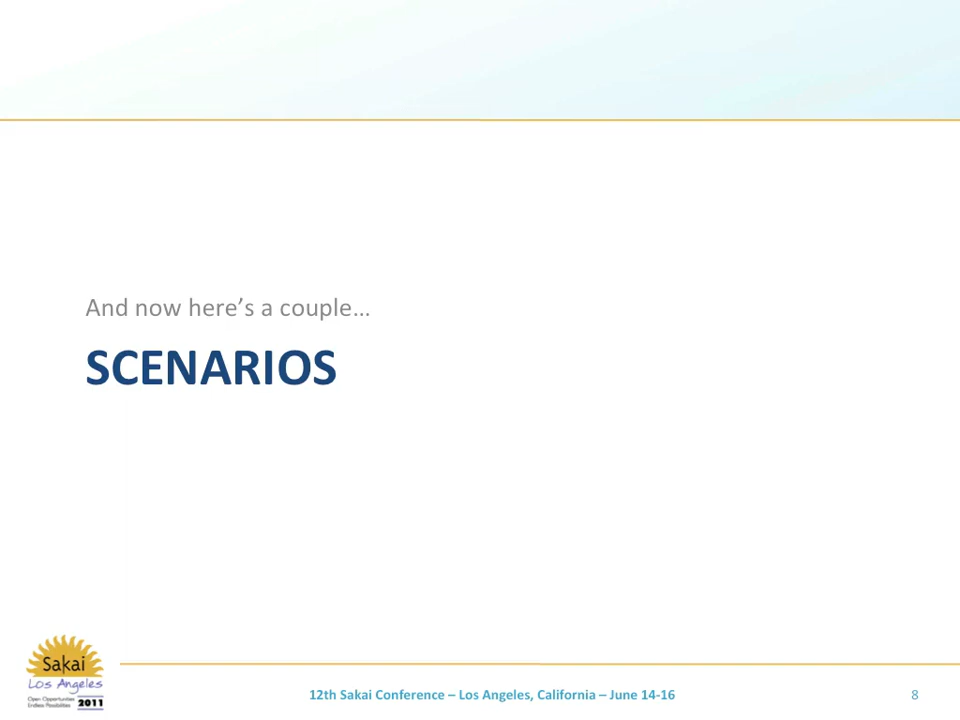 And now here’s a couple…
SCENARIOS
Sakai
Los Angeles
Open Opportunities
Endless Possibilities 2011
12th Sakai Conference – Los Angeles, California – June 14-16
8